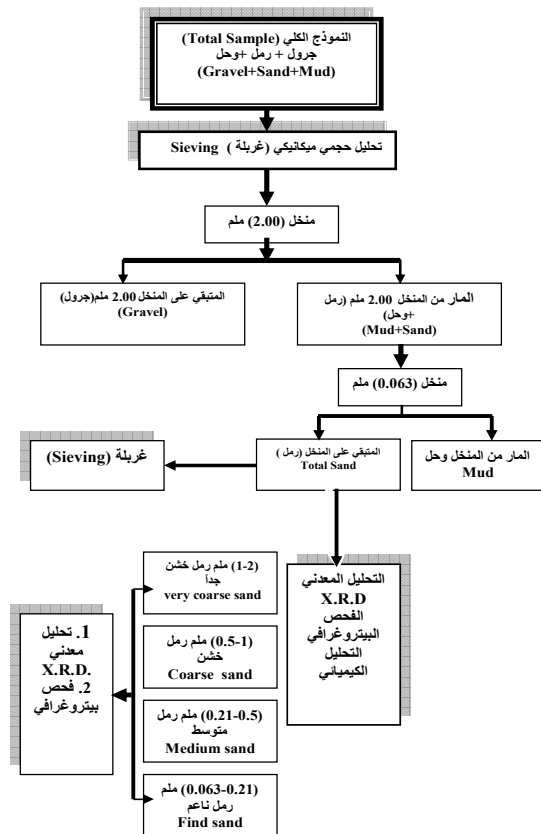 النموذج الكلي (Total Sample)
جرول + رمل +وحل
(Gravel+Sand+Mud)
تحليل حجمي ميكانيكي (غربلة ) Sieving
منخل (2.00) ملم
المتبقي على المنخل 2.00 ملم(جرول)
(Gravel)
المار من المنخل 2.00 ملم (رمل
+وحل)
(Mud+Sand)
منخل (0.063) ملم
غربلة (Sieving)
المتبقي على المنخل (رمل )
Total Sand
المار من المنخل وحل
Mud
(1-2) ملم رمل خشن
جداً
very coarse sand
(0.5-1) ملم رمل
خشن
Coarse sand
(0.21-0.5) ملم رمل
متوسط
Medium sand
(0.063-0.21) ملم
رمل ناعم
Find sand
1. تحليل
معدني
X.R.D.
2. فحص
بيتروغرافي
التحليل المعدني
X.R.D
الفحص
البيتروغرافي
التحليل
الكيميائي